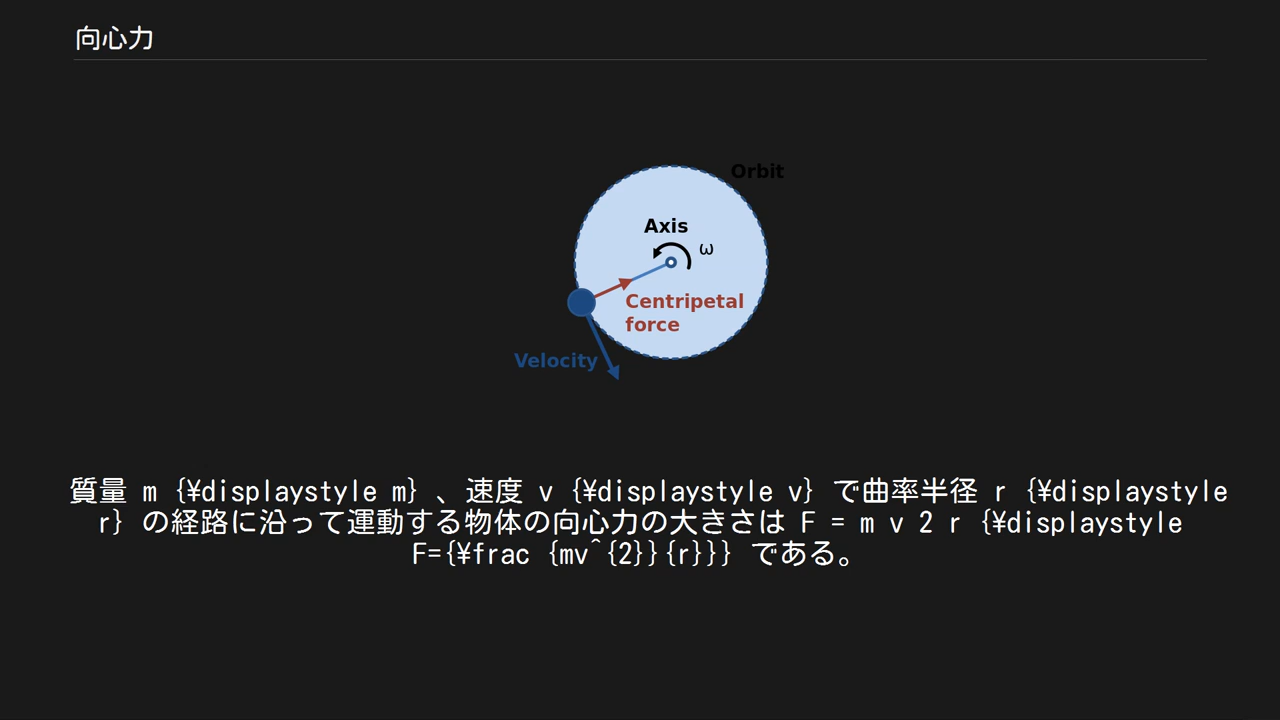 向心力
Orbit
Axis
ω
Centripetal
force
Velocity
質量 m {¥displaystyle m} 、速度 v {¥displaystyle v} で曲率半径 r {¥displaystyle
r} の経路に沿って運動する物体の向心力の大きさは F = m v 2 r {¥displaystyle
F={¥frac {mv^{2}}{r}}} である。